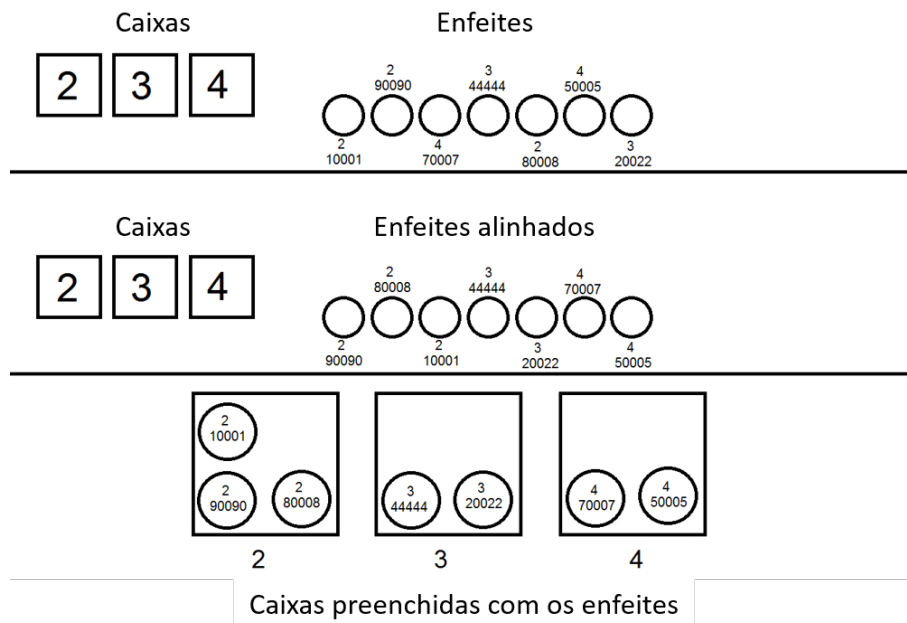 Caixas Enfeites
2 3 4
2 3 4
90090 44444 50005
2 4 2 3
10001 70007 80008 20022
Caixas Enfeites alinhados
2 3 4
2 3 4
80008 44444 70007
2 2 3 4
90090 10001 20022 50005
2
10001
2 2 3 3 4 4
90090 80008 44444 20022 70007 50005
2 3 4
Caixas preenchidas com os enfeites